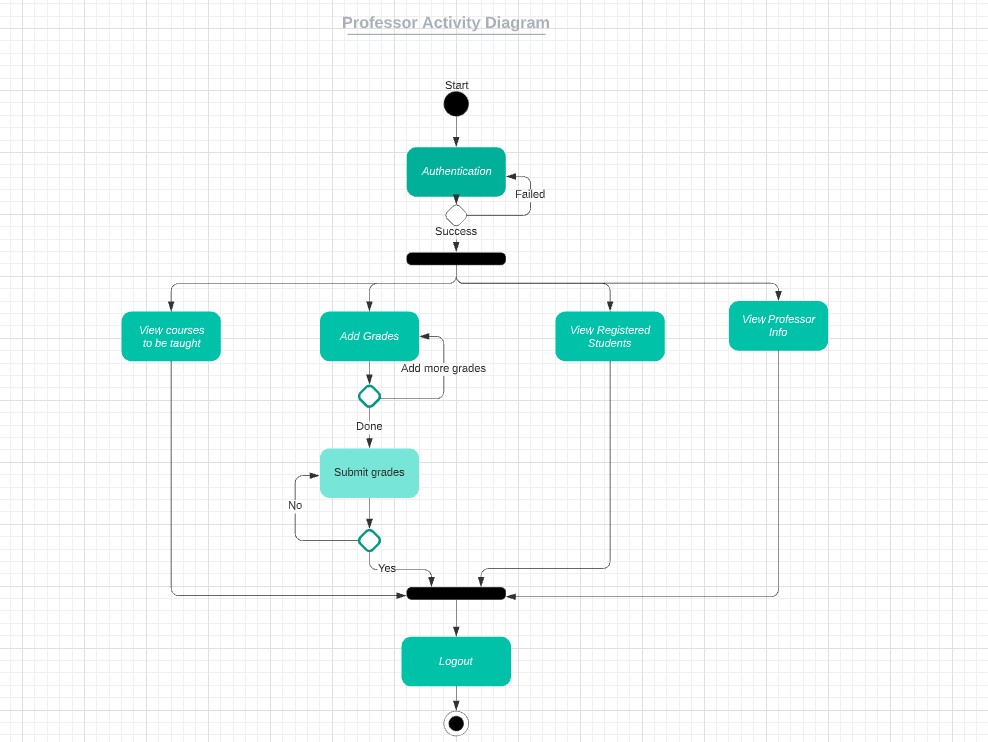 Professor Activity Diagram
Start
Authentication
Failed
Success
View courses
to be taught
Add Grades
View Registered
Students
View Professor
Info
Add more grades
Done
Submit grades
No
Yes
Logout